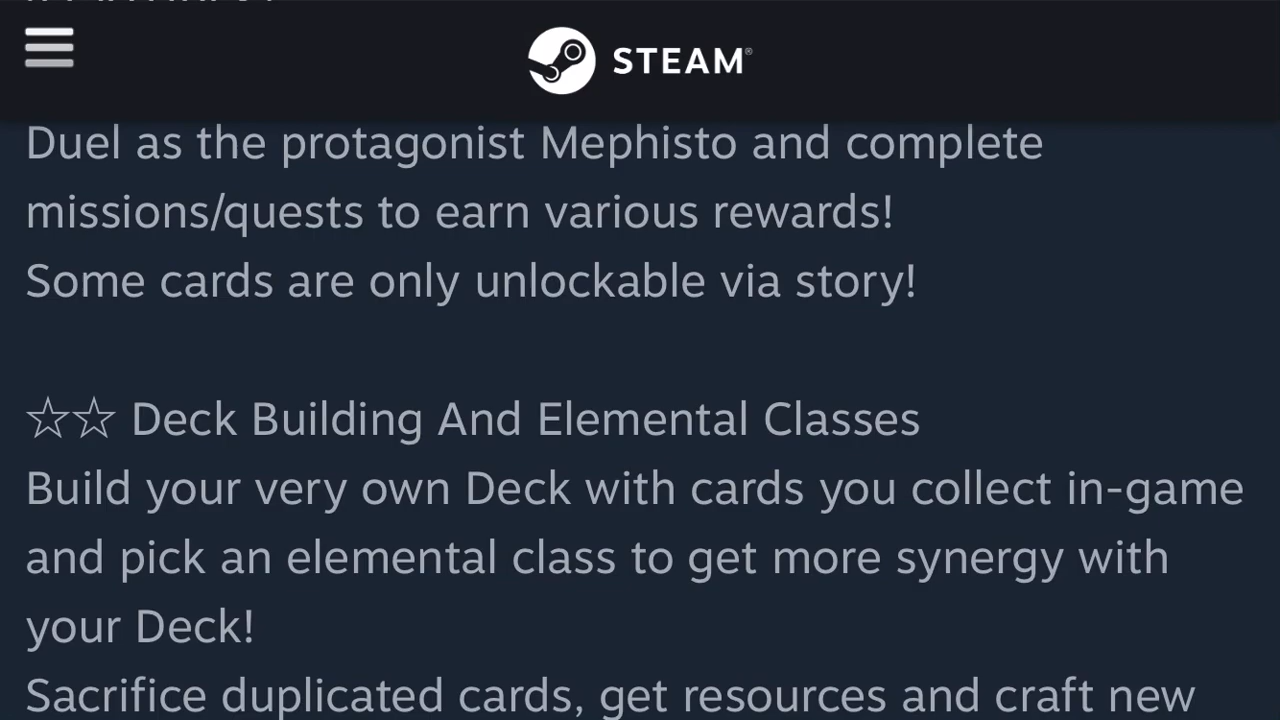 STEAM®
Duel as the protagonist Mephisto and complete
missions/quests to earn various rewards!
Some cards are only unlockable via story!
☆☆ Deck Building And Elemental Classes
Build your very own Deck with cards you collect in-game
and pick an elemental class to get more synergy with
your Deck!
Sacrifice duplicated cards, get resources and craft new